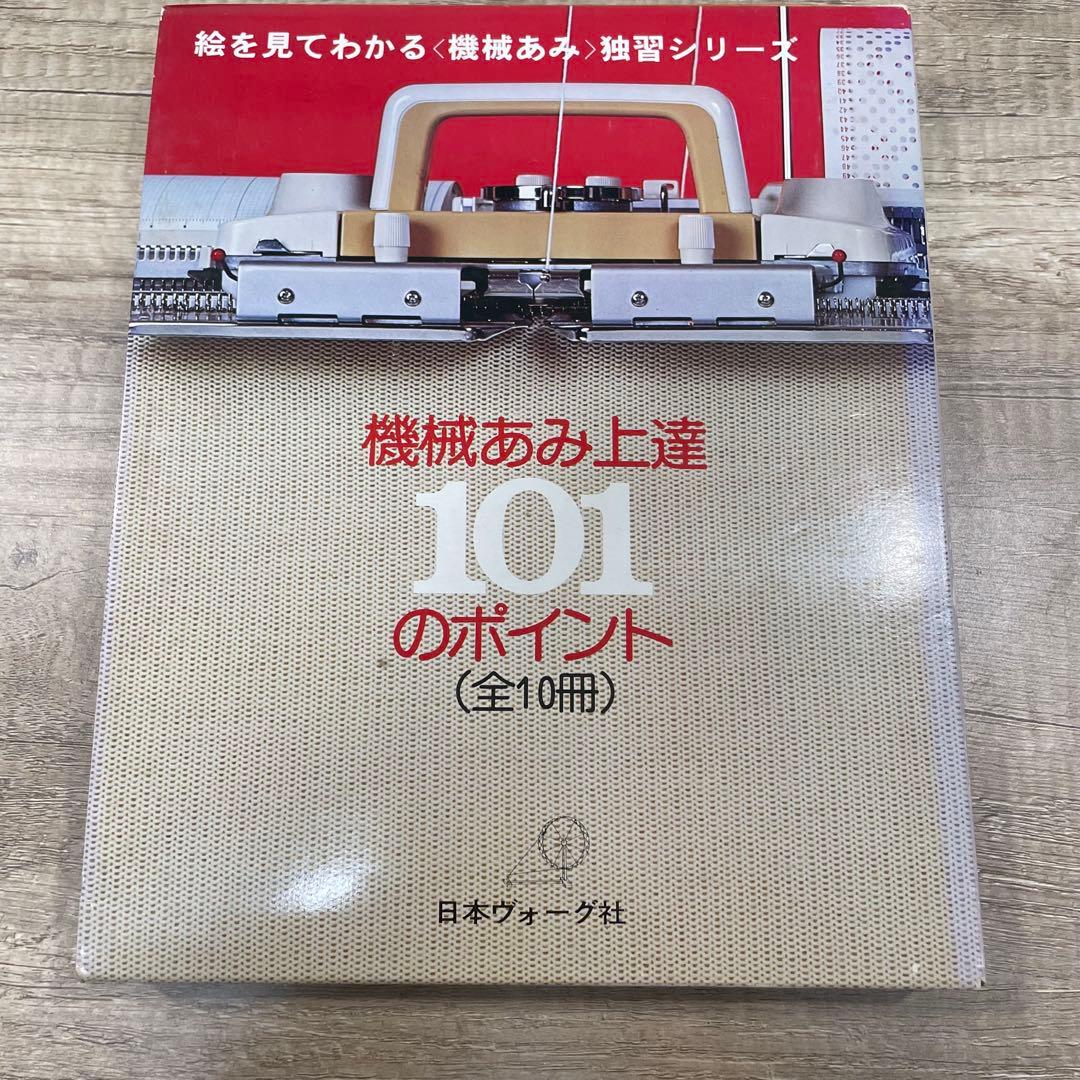 絵を見てわかる〈機械あみ〉独習シリーズ
機械あみ上達
101
のポイント
(全10冊)
日本ヴォーグ社